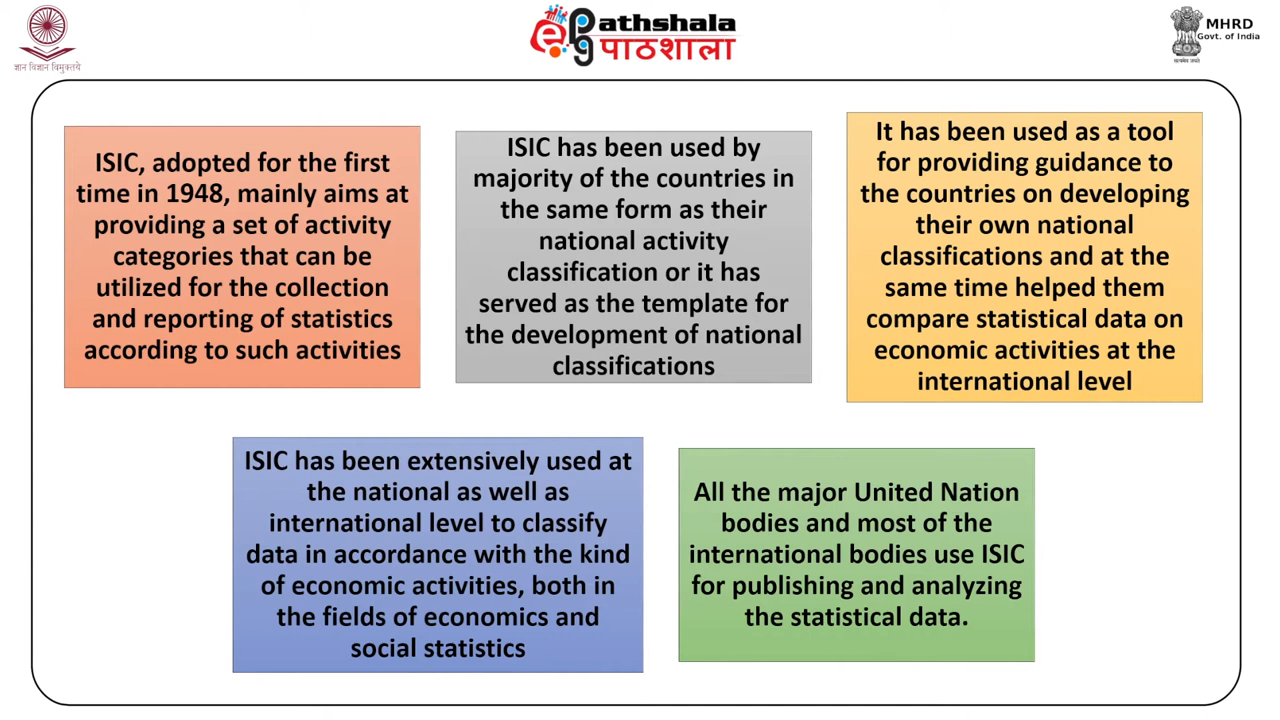 ज्ञान विज्ञान विमुक्तये
epg
Pathshala
पाठशाला
MHRD
Govt. of India
सत्यमेव जयते
ISIC, adopted for the first
time in 1948, mainly aims at
providing a set of activity
categories that can be
utilized for the collection
and reporting of statistics
according to such activities
ISIC has been used by
majority of the countries in
the same form as their
national activity
classification or it has
served as the template for
the development of national
classifications
It has been used as a tool
for providing guidance to
the countries on developing
their own national
classifications and at the
same time helped them
compare statistical data on
economic activities at the
international level
ISIC has been extensively used at
the national as well as
international level to classify
data in accordance with the kind
of economic activities, both in
the fields of economics and
social statistics
All the major United Nation
bodies and most of the
international bodies use ISIC
for publishing and analyzing
the statistical data.